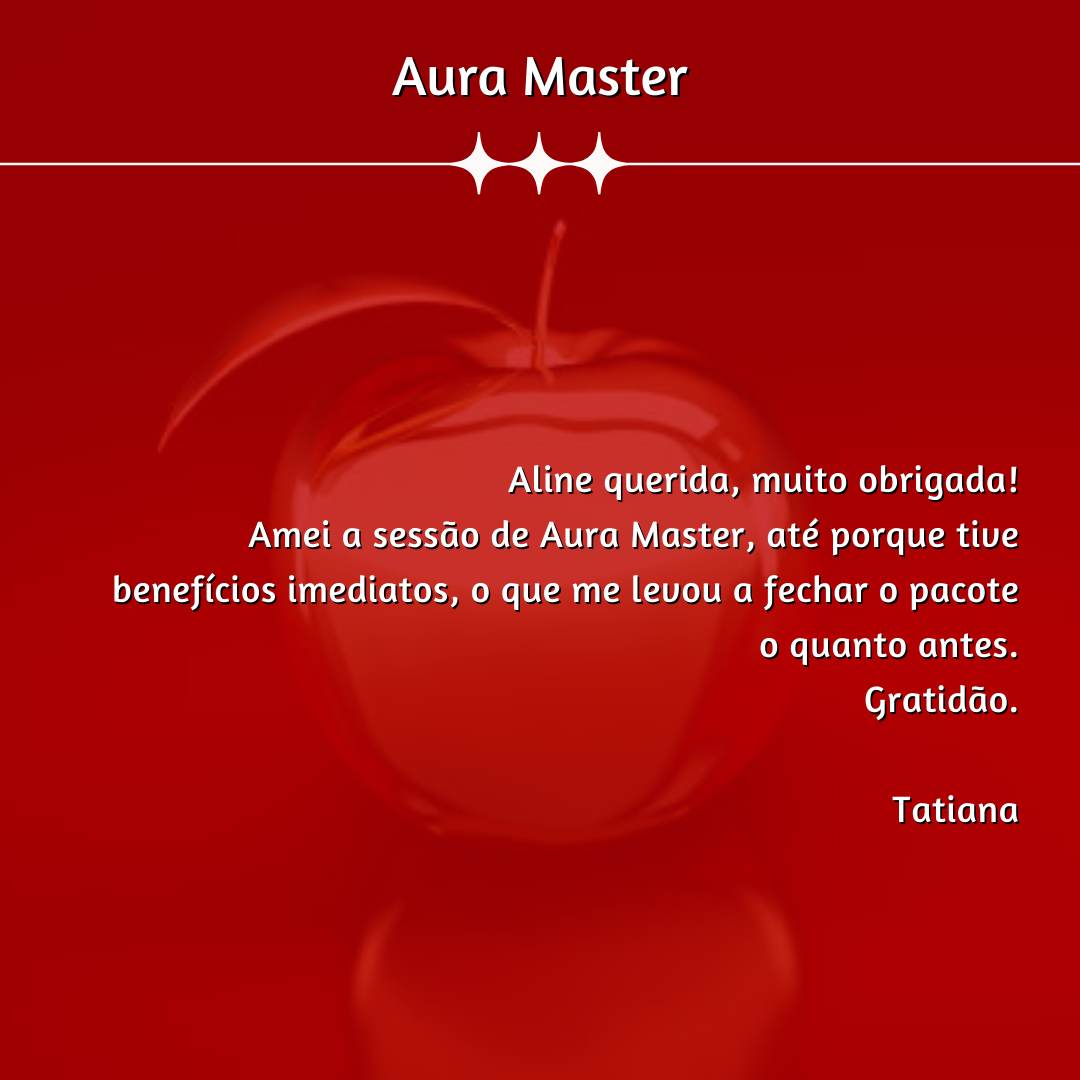 Aura Master
Aline querida, muito obrigada!
Amei a sessão de Aura Master, até porque tive
benefícios imediatos, o que me levou a fechar o pacote
o quanto antes.
Gratidão.
Tatiana